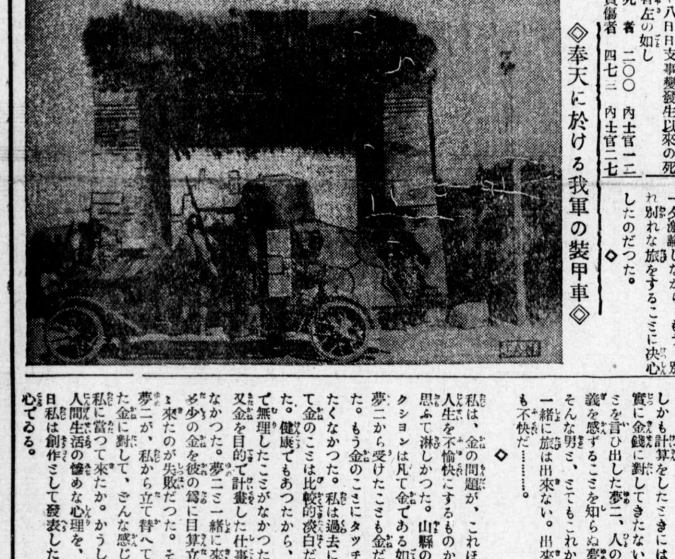 八日日支事變發生以來の死
者左の如し
死 者 二〇〇 內士官一二
負傷者 四七二 內士官二七
◇奉天に於ける我軍の裝甲車◇
れ別れな旅をすることに決心
したのだつた。
◇
しかも計算をしたときには
實に金錢に對してきたない
とを言ひ出した夢二、人の
義を感ずることを知らぬ夢
そんな男と、とてもこれか
一緖に旅は出來ない。出來
も不快だ………。
◇
私は、金の問題が、これほ
人生を不愉快にするものか
思ふて淋しかつた。山縣の
クションは凡て金である如
夢二から受けたことも金だ
た。もう金のことにタッチ
たくなかつた。私は過去に
て金のことは比較的淡白だ
た。健康でもあつたから、
で無理したことがなかつた
又金を目的で計畫した仕事
なかつた。夢二と一緖に來
多少の金を彼の爲に目算立
來たのが失敗だつた。そ
夢二が、私から立て替へて
た金に對して、どんな感じ
私に當つて來たか。かうし
人間生活の慘めな心理を、
日私は創作として發表した
心でゐる。